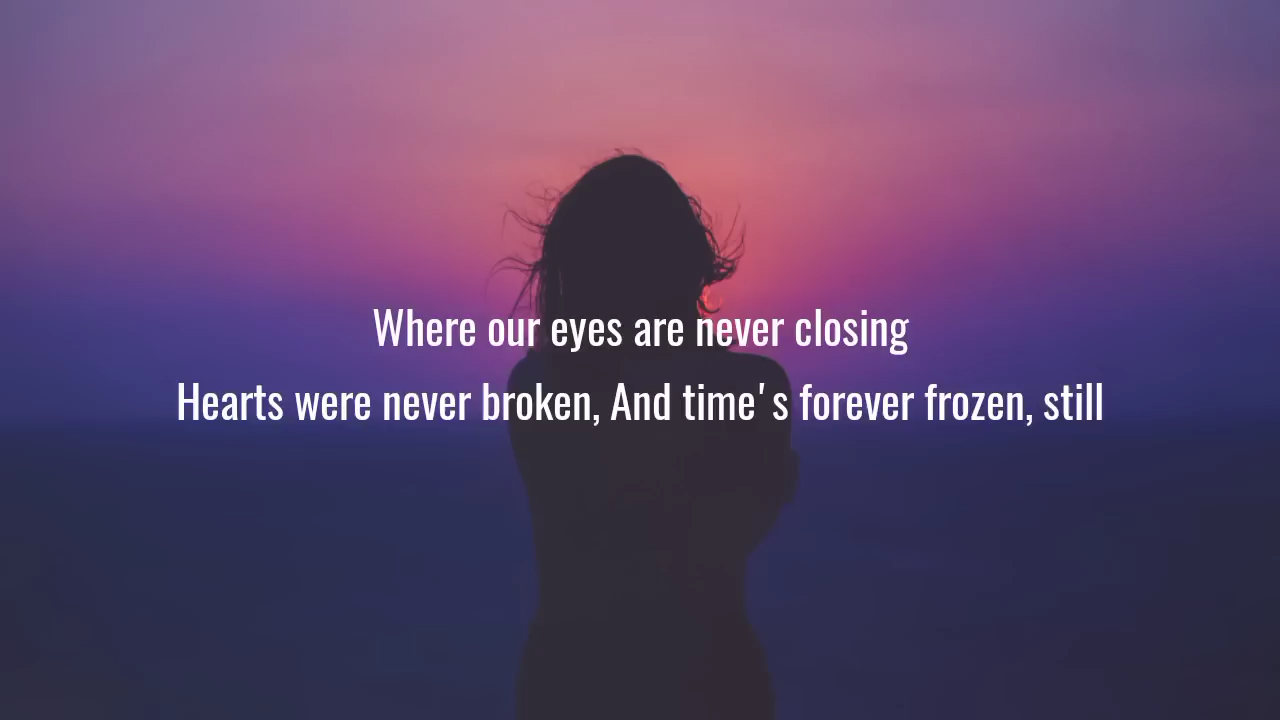 Where our eyes are never closing
Hearts were never broken, And time's forever frozen, still